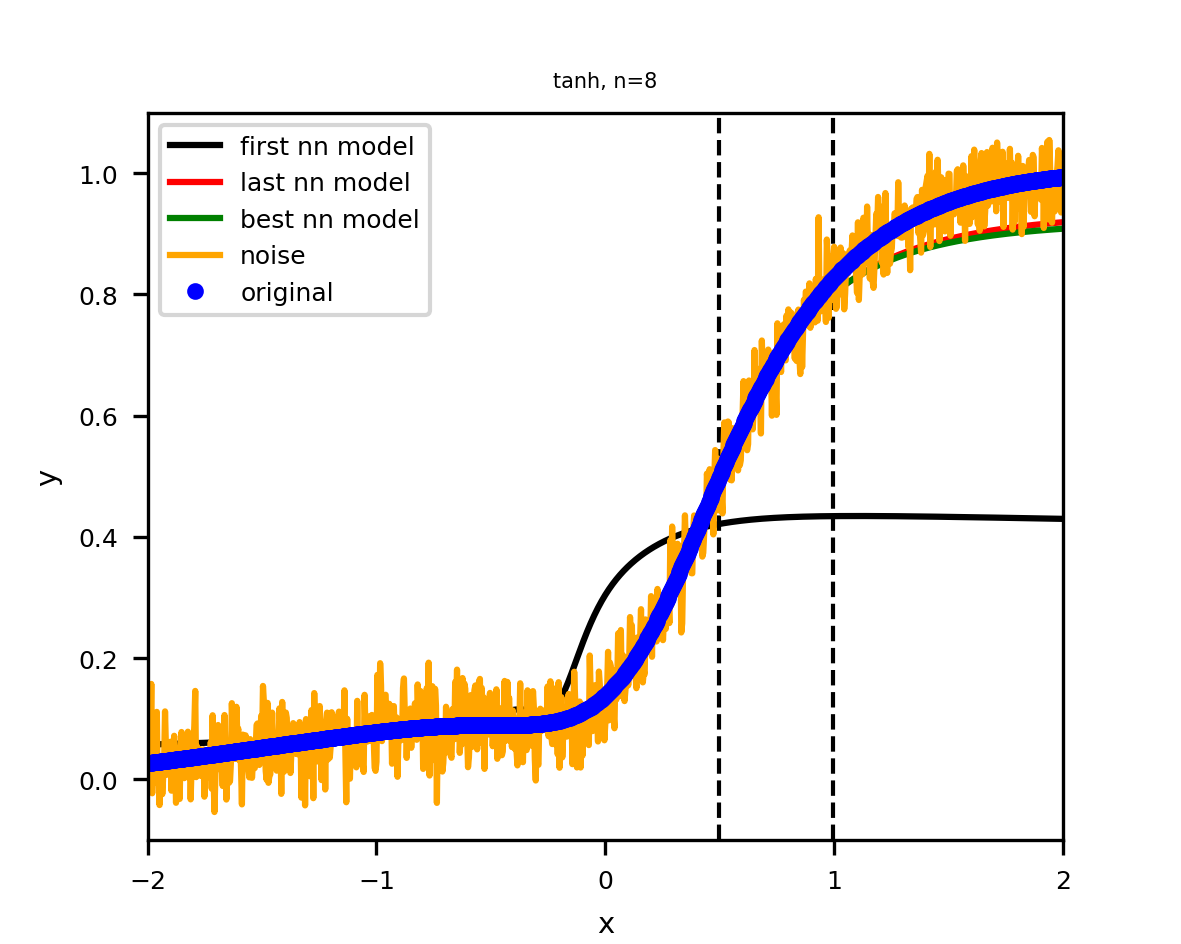 tanh, n=8
first nn model
last nn model
best nn model
noise
original
1.0
0.8
0.6
0.4
0.2
0.0
y
−2
−1
0
1
2
x